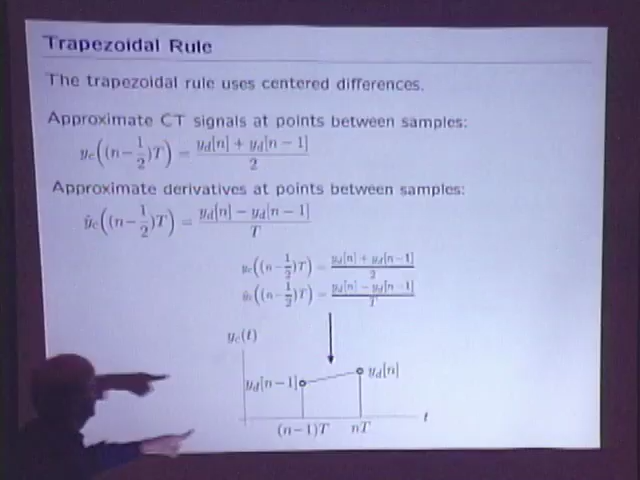 Trapezoidal Rule
The trapezoidal rule uses centered differences.
Approximate CT signals at points between samples:
y_c((n−1/2)T) = (y_d[n] + y_d[n−1])/2
Approximate derivatives at points between samples:
ẏ_c((n−1/2)T) = (y_d[n] − y_d[n−1])/T
y_c((n−1/2)T) = (y_d[n] + y_d[n−1])/2
ẏ_c((n−1/2)T) = (y_d[n] − y_d[n−1])/T
y_c(t)
y_d[n−1] y_d[n]
(n−1)T nT t